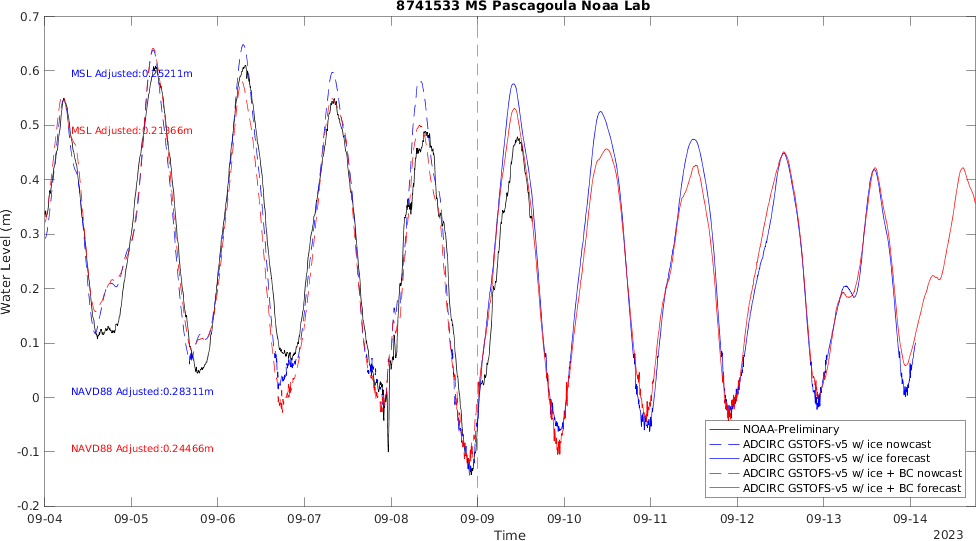 8741533 MS Pascagoula Noaa Lab
0.7
0.6
0.5
0.4
0.3
0.2
0.1
0
-0.1
-0.2
Water Level (m)
MSL Adjusted:0.25211m
MSL Adjusted:0.21366m
NAVD88 Adjusted:0.28311m
NAVD88 Adjusted:0.24466m
NOAA-Preliminary
ADCIRC GSTOFS-v5 w/ ice nowcast
ADCIRC GSTOFS-v5 w/ ice forecast
ADCIRC GSTOFS-v5 w/ ice + BC nowcast
ADCIRC GSTOFS-v5 w/ ice + BC forecast
09-04 09-05 09-06 09-07 09-08 09-09 09-10 09-11 09-12 09-13 09-14
Time
2023